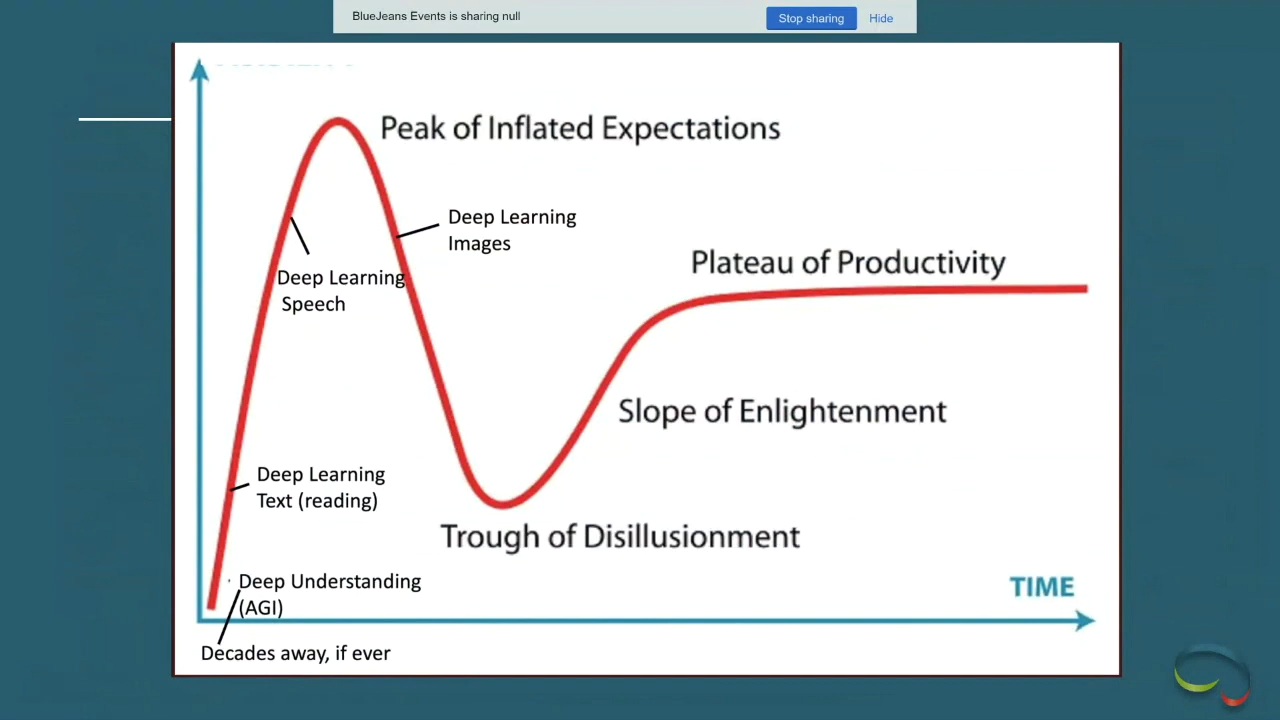 BlueJeans Events is sharing null
Stop sharing
Hide
Peak of Inflated Expectations
Deep Learning
Images
Plateau of Productivity
Deep Learning
Speech
Slope of Enlightenment
Deep Learning
Text (reading)
Trough of Disillusionment
Deep Understanding
(AGI)
TIME
Decades away, if ever